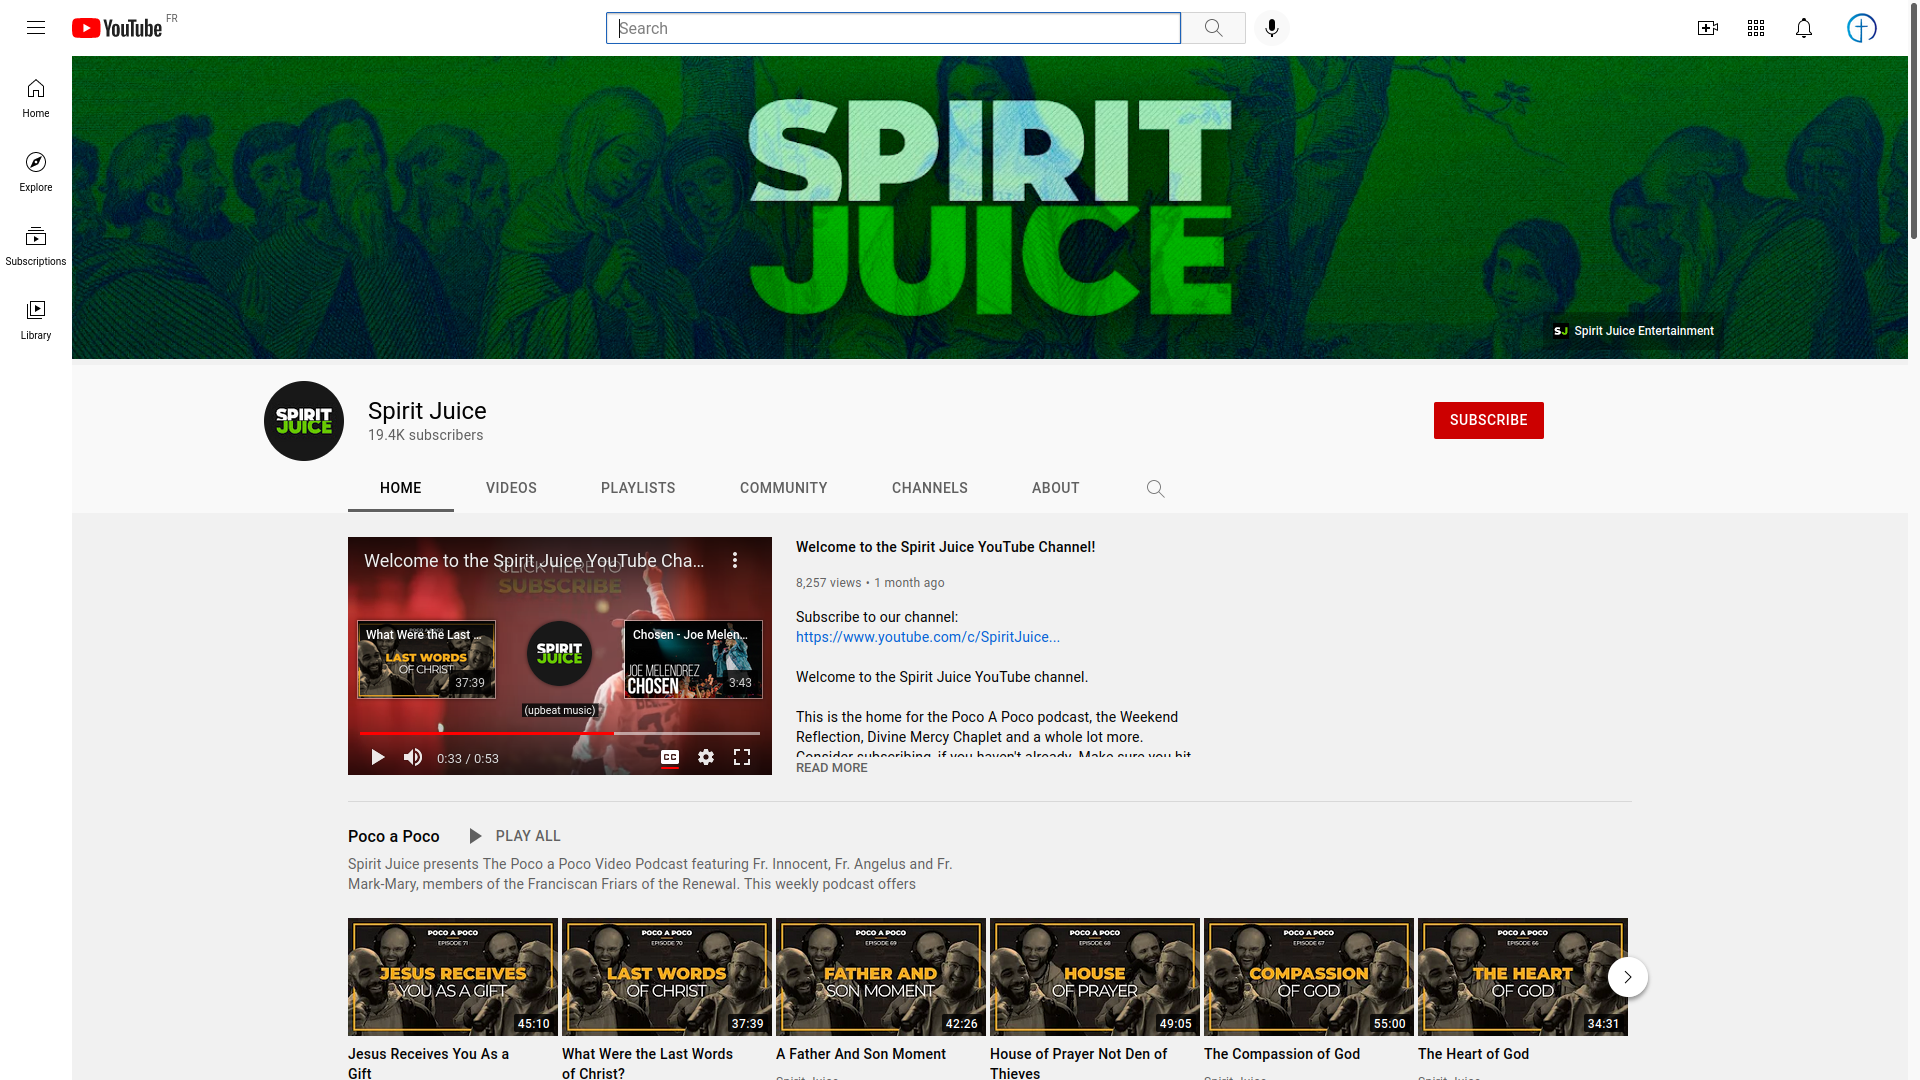 YouTube FR
Search
Home
Explore
Subscriptions
Library
SPIRIT
JUICE
SJ Spirit Juice Entertainment
SPIRIT
JUICE
Spirit Juice
19.4K subscribers
SUBSCRIBE
HOME VIDEOS PLAYLISTS COMMUNITY CHANNELS ABOUT
Welcome to the Spirit Juice YouTube Cha...
CLICK HERE TO
SUBSCRIBE
What Were the Last ...
LAST WORDS
OF CHRIST
37:39
SPIRIT
JUICE
Chosen - Joe Melen...
JOE MELENDREZ
CHOSEN
3:43
(upbeat music)
0:33 / 0:53
CC
Welcome to the Spirit Juice YouTube Channel!
8,257 views • 1 month ago
Subscribe to our channel:
https://www.youtube.com/c/SpiritJuice...
Welcome to the Spirit Juice YouTube channel.
This is the home for the Poco A Poco podcast, the Weekend
Reflection, Divine Mercy Chaplet and a whole lot more.
Consider subscribing, if you haven't already. Make sure you hit
READ MORE
Poco a Poco PLAY ALL
Spirit Juice presents The Poco a Poco Video Podcast featuring Fr. Innocent, Fr. Angelus and Fr.
Mark-Mary, members of the Franciscan Friars of the Renewal. This weekly podcast offers
POCO A POCO
EPISODE 71
JESUS RECEIVES
YOU AS A GIFT
45:10
Jesus Receives You As a
Gift
POCO A POCO
EPISODE 70
LAST WORDS
OF CHRIST
37:39
What Were the Last Words
of Christ?
POCO A POCO
EPISODE 69
FATHER AND
SON MOMENT
42:26
A Father And Son Moment
POCO A POCO
EPISODE 68
HOUSE
OF PRAYER
49:05
House of Prayer Not Den of
Thieves
POCO A POCO
EPISODE 67
COMPASSION
OF GOD
55:00
The Compassion of God
POCO A POCO
EPISODE 66
THE HEART
OF GOD
34:31
The Heart of God